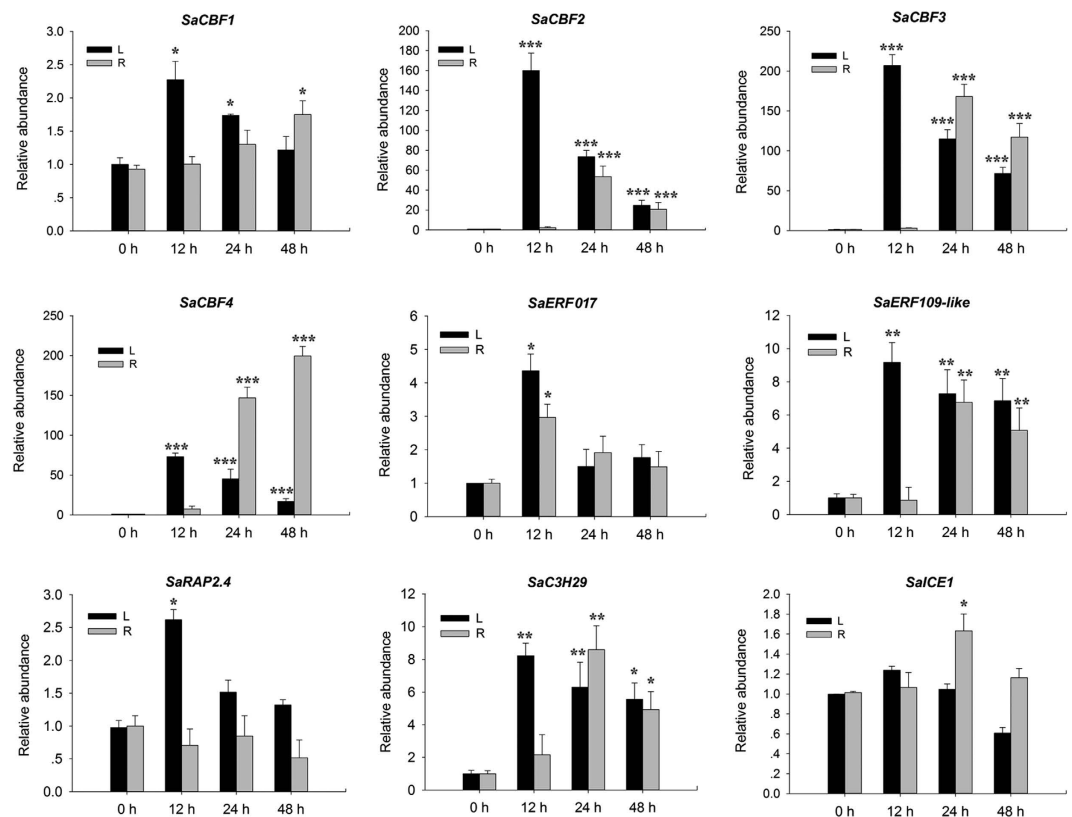 SaCBF1
Relative abundance
3.0
2.5
2.0
1.5
1.0
.5
0.0
L
R
*
*
*
0 h 12 h 24 h 48 h
SaCBF2
Relative abundance
200
180
160
140
120
100
80
60
40
20
0
L
R
***
*** ***
*** ***
0 h 12 h 24 h 48 h
SaCBF3
Relative abundance
250
200
150
100
50
0
L
R
***
*** ***
*** ***
0 h 12 h 24 h 48 h
SaCBF4
Relative abundance
250
200
150
100
50
0
L
R
***
*** ***
*** ***
0 h 12 h 24 h 48 h
SaERF017
Relative abundance
6
5
4
3
2
1
0
L
R
* *
0 h 12 h 24 h 48 h
SaERF109-like
Relative abundance
12
10
8
6
4
2
0
L
R
**
** **
** **
0 h 12 h 24 h 48 h
SaRAP2.4
Relative abundance
3.0
2.5
2.0
1.5
1.0
.5
0.0
L
R
*
0 h 12 h 24 h 48 h
SaC3H29
Relative abundance
12
10
8
6
4
2
0
L
R
**
** **
* *
0 h 12 h 24 h 48 h
SaICE1
Relative abundance
2.0
1.8
1.6
1.4
1.2
1.0
.8
.6
.4
.2
0.0
L
R
*
0 h 12 h 24 h 48 h